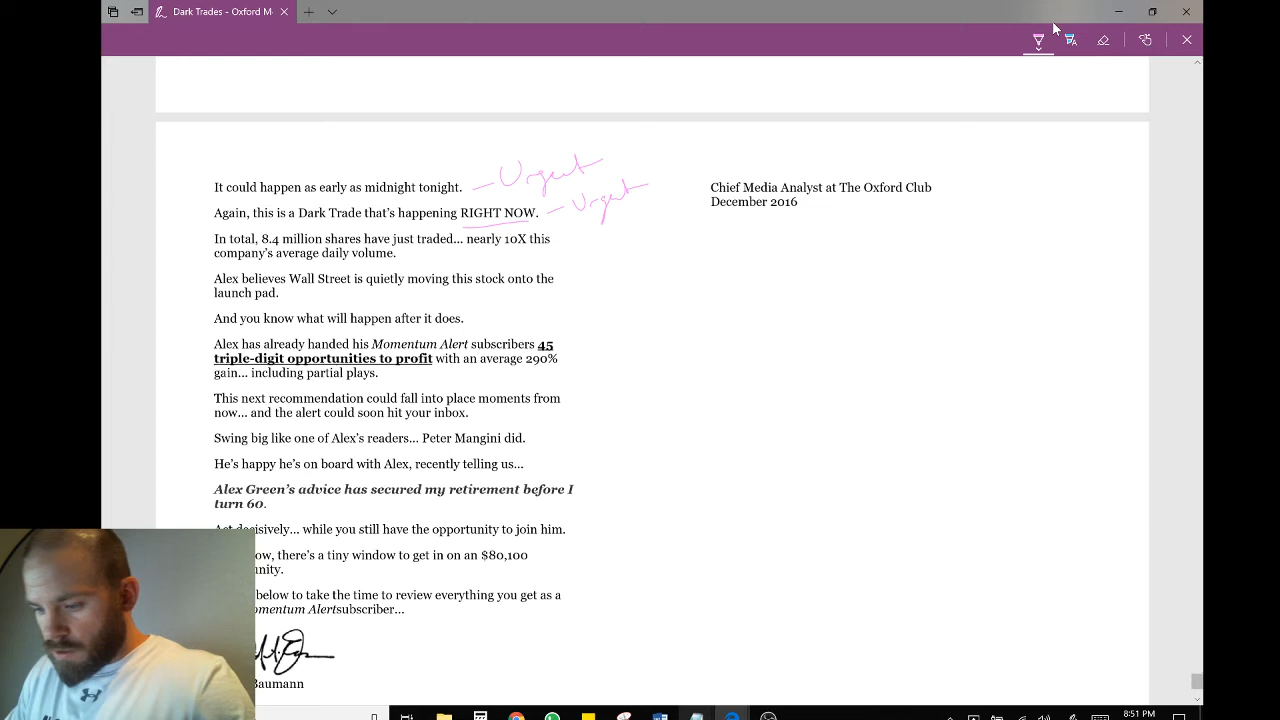 Dark Trades - Oxford M
It could happen as early as midnight tonight. - Urgent
Again, this is a Dark Trade that's happening RIGHT NOW. - Urgent
In total, 8.4 million shares have just traded... nearly 10X this
company's average daily volume.
Alex believes Wall Street is quietly moving this stock onto the
launch pad.
And you know what will happen after it does.
Alex has already handed his Momentum Alert subscribers 45
triple-digit opportunities to profit with an average 290%
gain... including partial plays.
This next recommendation could fall into place moments from
now... and the alert could soon hit your inbox.
Swing big like one of Alex's readers... Peter Mangini did.
He's happy he's on board with Alex, recently telling us...
Alex Green's advice has secured my retirement before I
turn 60.
Act decisively... while you still have the opportunity to join him.
ow, there's a tiny window to get in on an $80,100
unity.
below to take the time to review everything you get as a
omentum Alertsubscriber...
Baumann
Chief Media Analyst at The Oxford Club
December 2016
8:51 PM